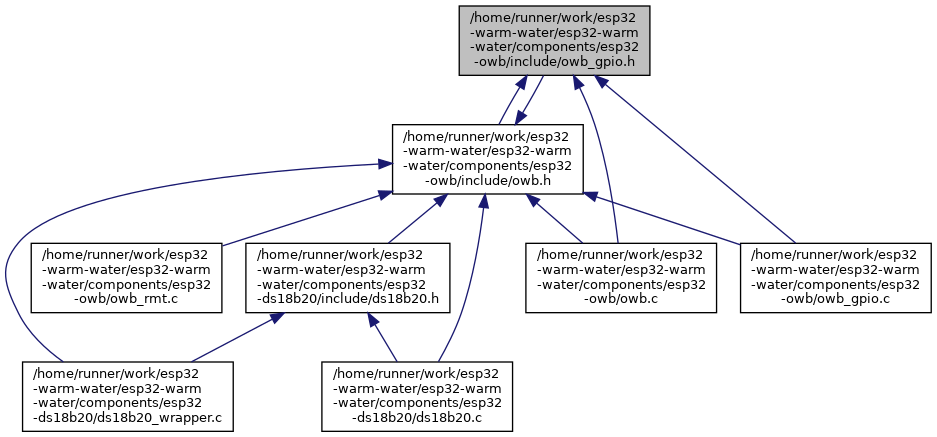 /home/runner/work/esp32
-warm-water/esp32-warm
-water/components/esp32
-owb/include/owb_gpio.h
/home/runner/work/esp32
-warm-water/esp32-warm
-water/components/esp32
-owb/include/owb.h
/home/runner/work/esp32
-warm-water/esp32-warm
-water/components/esp32
-owb/owb_rmt.c
/home/runner/work/esp32
-warm-water/esp32-warm
-water/components/esp32
-ds18b20/include/ds18b20.h
/home/runner/work/esp32
-warm-water/esp32-warm
-water/components/esp32
-owb/owb.c
/home/runner/work/esp32
-warm-water/esp32-warm
-water/components/esp32
-owb/owb_gpio.c
/home/runner/work/esp32
-warm-water/esp32-warm
-water/components/esp32
-ds18b20/ds18b20_wrapper.c
/home/runner/work/esp32
-warm-water/esp32-warm
-water/components/esp32
-ds18b20/ds18b20.c